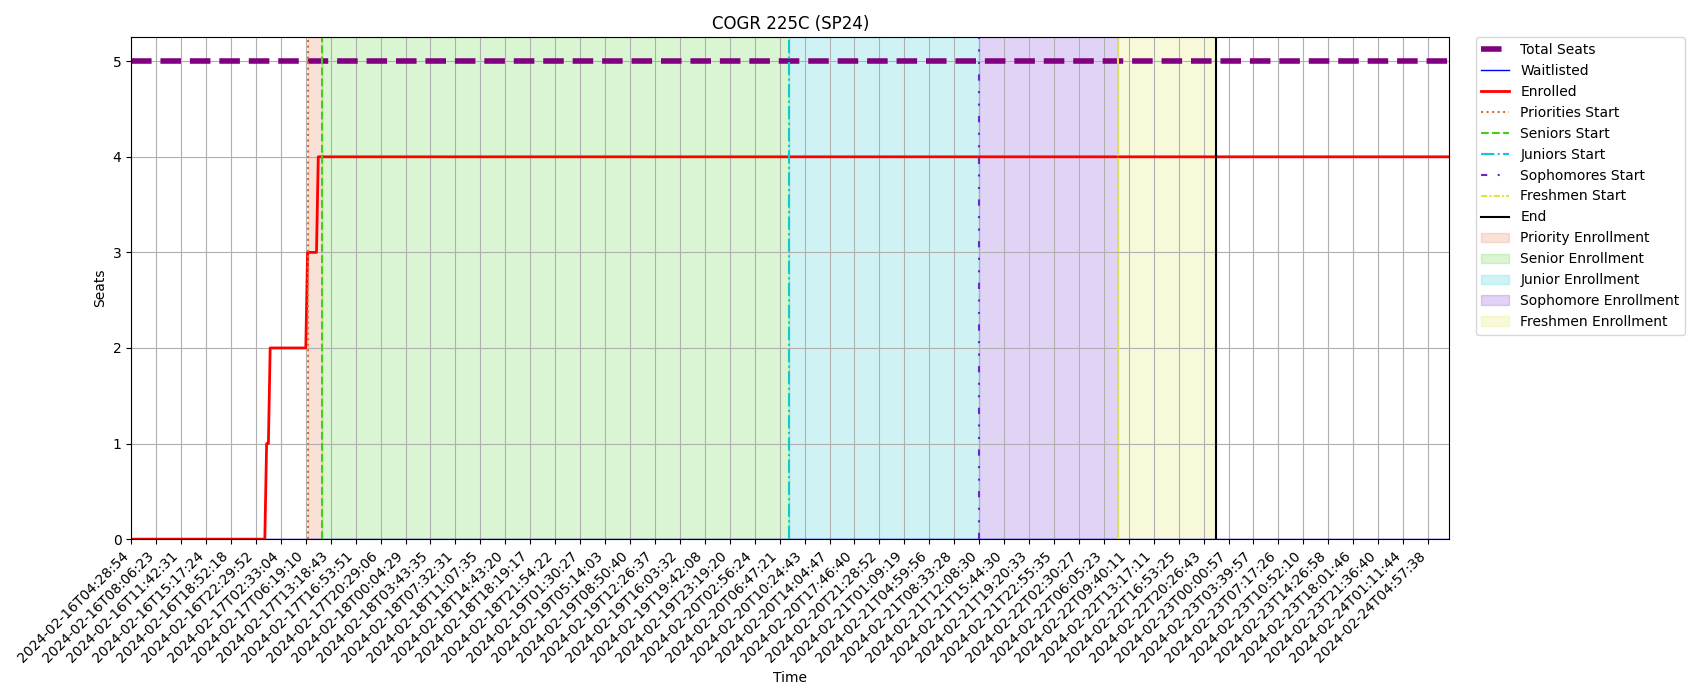 COGR 225C (SP24)
Seats
5
4
3
2
1
0
2024-02-16T04:28:54
2024-02-16T08:06:23
2024-02-16T11:42:31
2024-02-16T15:17:24
2024-02-16T18:52:18
2024-02-16T22:29:52
2024-02-17T02:33:04
2024-02-17T06:19:16
2024-02-17T13:18:43
2024-02-17T16:53:51
2024-02-17T20:29:06
2024-02-18T00:04:29
2024-02-18T03:43:35
2024-02-18T07:32:31
2024-02-18T11:07:35
2024-02-18T14:43:20
2024-02-18T18:19:17
2024-02-18T21:54:22
2024-02-19T01:30:27
2024-02-19T05:14:03
2024-02-19T08:50:40
2024-02-19T12:26:37
2024-02-19T16:03:32
2024-02-19T19:42:08
2024-02-19T23:19:20
2024-02-20T02:56:24
2024-02-20T06:47:21
2024-02-20T10:24:43
2024-02-20T14:04:47
2024-02-20T17:46:40
2024-02-20T21:28:52
2024-02-21T01:09:19
2024-02-21T04:59:56
2024-02-21T08:33:28
2024-02-21T12:08:30
2024-02-21T15:44:30
2024-02-21T19:20:33
2024-02-21T22:55:35
2024-02-22T02:30:27
2024-02-22T06:05:23
2024-02-22T09:40:11
2024-02-22T13:17:11
2024-02-22T16:53:25
2024-02-22T20:26:43
2024-02-23T00:00:57
2024-02-23T03:39:57
2024-02-23T07:17:26
2024-02-23T10:52:10
2024-02-23T14:26:58
2024-02-23T18:01:46
2024-02-23T21:36:40
2024-02-24T01:11:44
2024-02-24T04:57:38
Time
Total Seats
Waitlisted
Enrolled
Priorities Start
Seniors Start
Juniors Start
Sophomores Start
Freshmen Start
End
Priority Enrollment
Senior Enrollment
Junior Enrollment
Sophomore Enrollment
Freshmen Enrollment